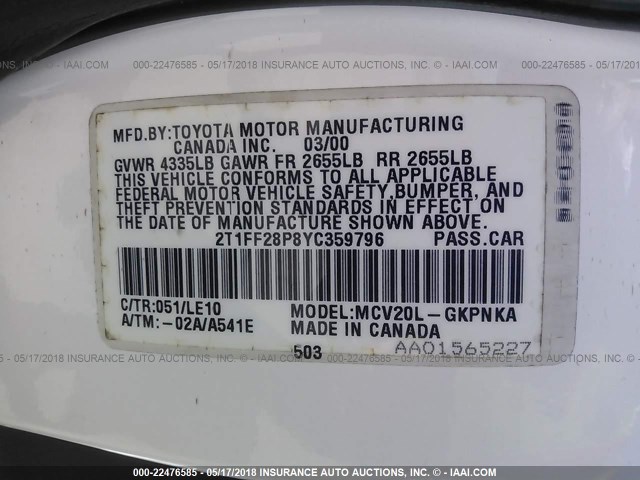 000-22476585 - 05/17/2018 INSURANCE AUTO AUCTIONS, INC. - IAAI.COM
MFD.BY:TOYOTA MOTOR MANUFACTURING
CANADA INC. 03/00
GVWR 4335LB GAWR FR 2655LB RR 2655LB
THIS VEHICLE CONFORMS TO ALL APPLICABLE
FEDERAL MOTOR VEHICLE SAFETY,BUMPER, AND
THEFT PREVENTION STANDARDS IN EFFECT ON
THE DATE OF MANUFACTURE SHOWN ABOVE.
2T1FF28P8YC359796 PASS.CAR
C/TR:051/LE10 MODEL:MCV20L-GKPNKA
A/TM:-02A/A541E MADE IN CANADA
503 AA01565227
000-22476585 - 05/17/2018 INSURANCE AUTO AUCTIONS, INC. - IAAI.COM